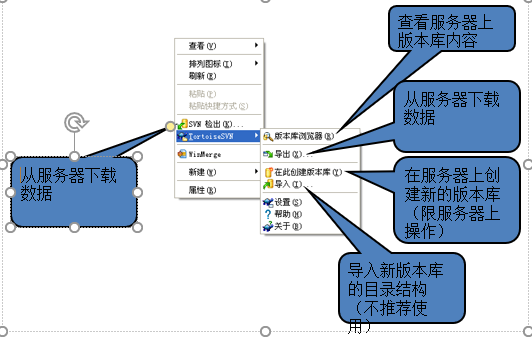 查看(V)
排列图标(I)
刷新(E)
粘贴(P)
粘贴快捷方式(S)
SVN 检出(K)...
TortoiseSVN
WinMerge
新建(W)
属性(R)
版本库浏览器(R)
导出(X)...
在此创建版本库(Y)
导入(I)...
设置(S)
帮助(H)
关于(B)
从服务器下载
数据
查看服务器上
版本库内容
从服务器下载
数据
在服务器上创
建新的版本库
（限服务器上
操作）
导入新版本库
的目录结构
（不推荐使
用）